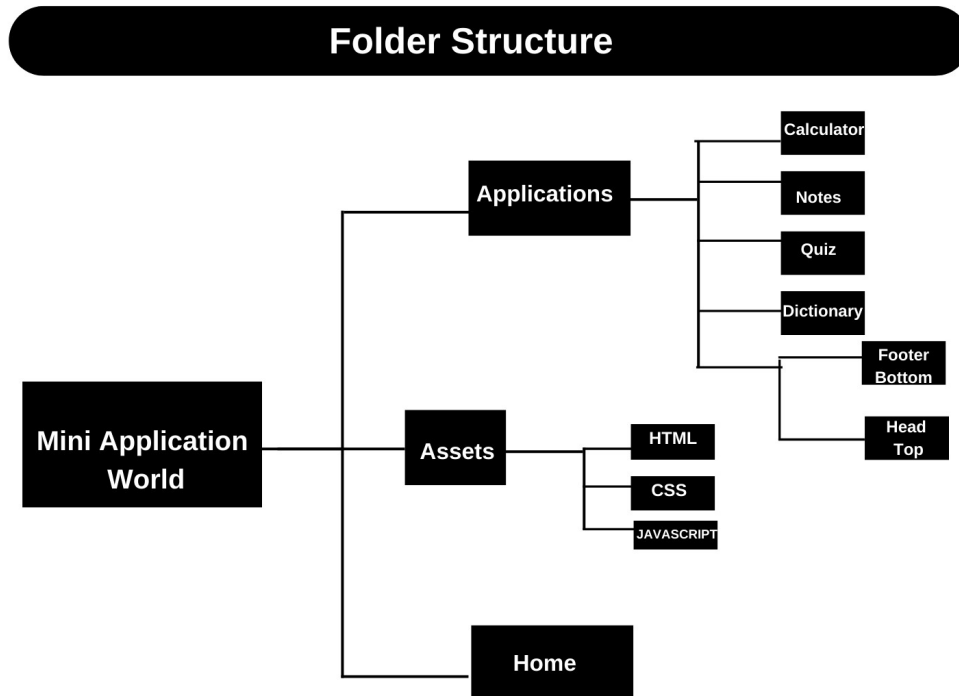 Folder Structure
Calculator
Applications
Notes
Quiz
Dictionary
Footer
Bottom
Head
Top
Mini Application
World
Assets
HTML
CSS
JAVASCRIPT
Home